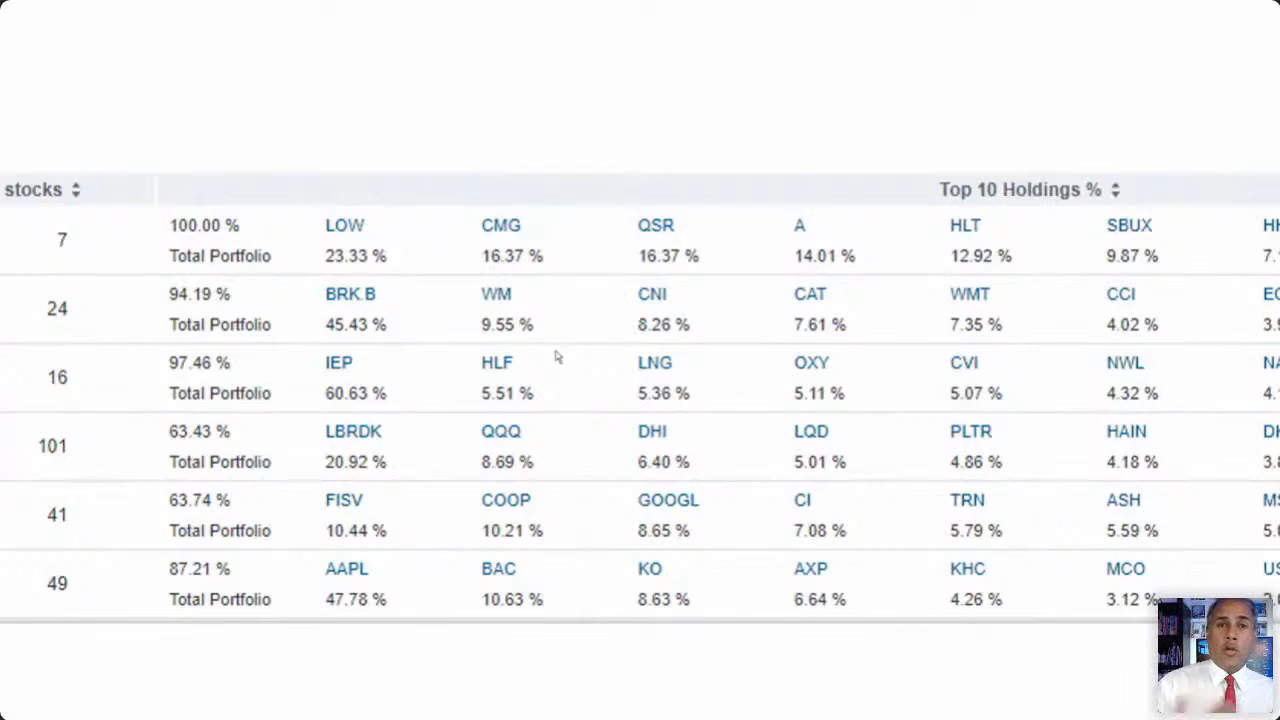 stocks Top 10 Holdings %
7 100.00 % LOW CMG QSR A HLT SBUX
Total Portfolio 23.33 % 16.37 % 16.37 % 14.01 % 12.92 % 9.87 %
24 94.19 % BRK.B WM CNI CAT WMT CCI
Total Portfolio 45.43 % 9.55 % 8.26 % 7.61 % 7.35 % 4.02 %
16 97.46 % IEP HLF LNG OXY CVI NWL
Total Portfolio 60.63 % 5.51 % 5.36 % 5.11 % 5.07 % 4.32 %
101 63.43 % LBRDK QQQ DHI LQD PLTR HAIN
Total Portfolio 20.92 % 8.69 % 6.40 % 5.01 % 4.86 % 4.18 %
41 63.74 % FISV COOP GOOGL CI TRN ASH
Total Portfolio 10.44 % 10.21 % 8.65 % 7.08 % 5.79 % 5.59 %
49 87.21 % AAPL BAC KO AXP KHC MCO
Total Portfolio 47.78 % 10.63 % 8.63 % 6.64 % 4.26 % 3.12 %